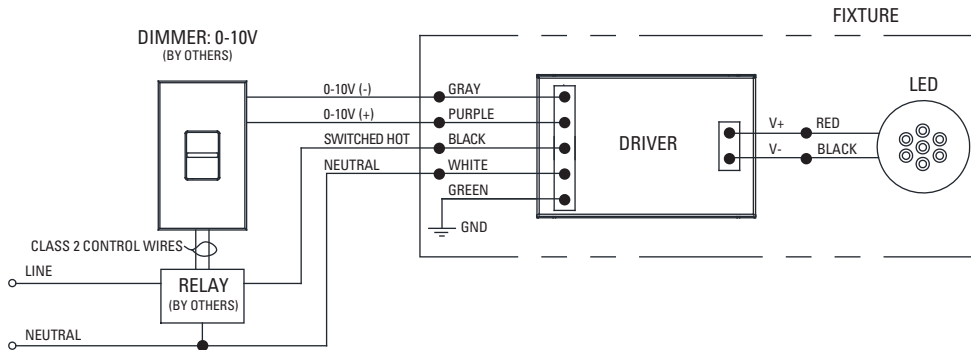 FIXTURE
DIMMER: 0-10V
(BY OTHERS)
0-10V (-)
GRAY
0-10V (+)
PURPLE
SWITCHED HOT
BLACK
NEUTRAL
WHITE
GREEN
GND
DRIVER
V+
RED
V-
BLACK
LED
CLASS 2 CONTROL WIRES
LINE
RELAY
(BY OTHERS)
NEUTRAL